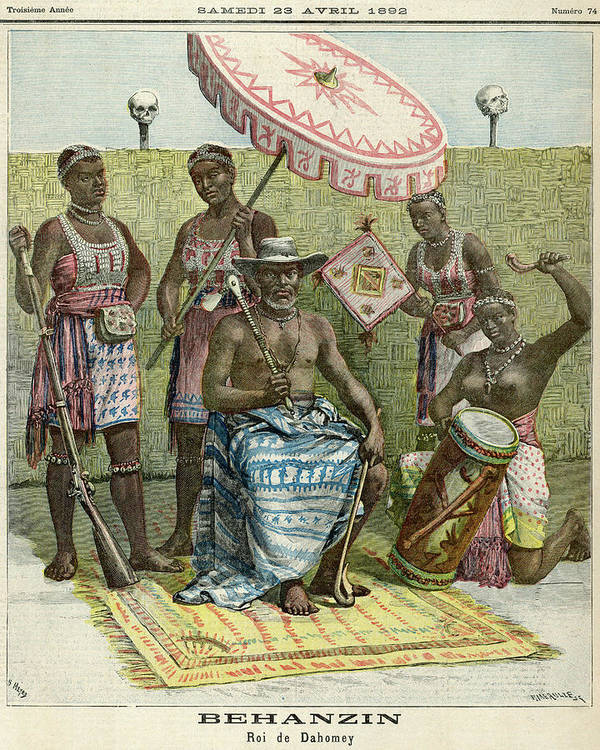 Troisième Année SAMEDI 23 AVRIL 1892 Numéro 74
BEHANZIN
Roi de Dahomey